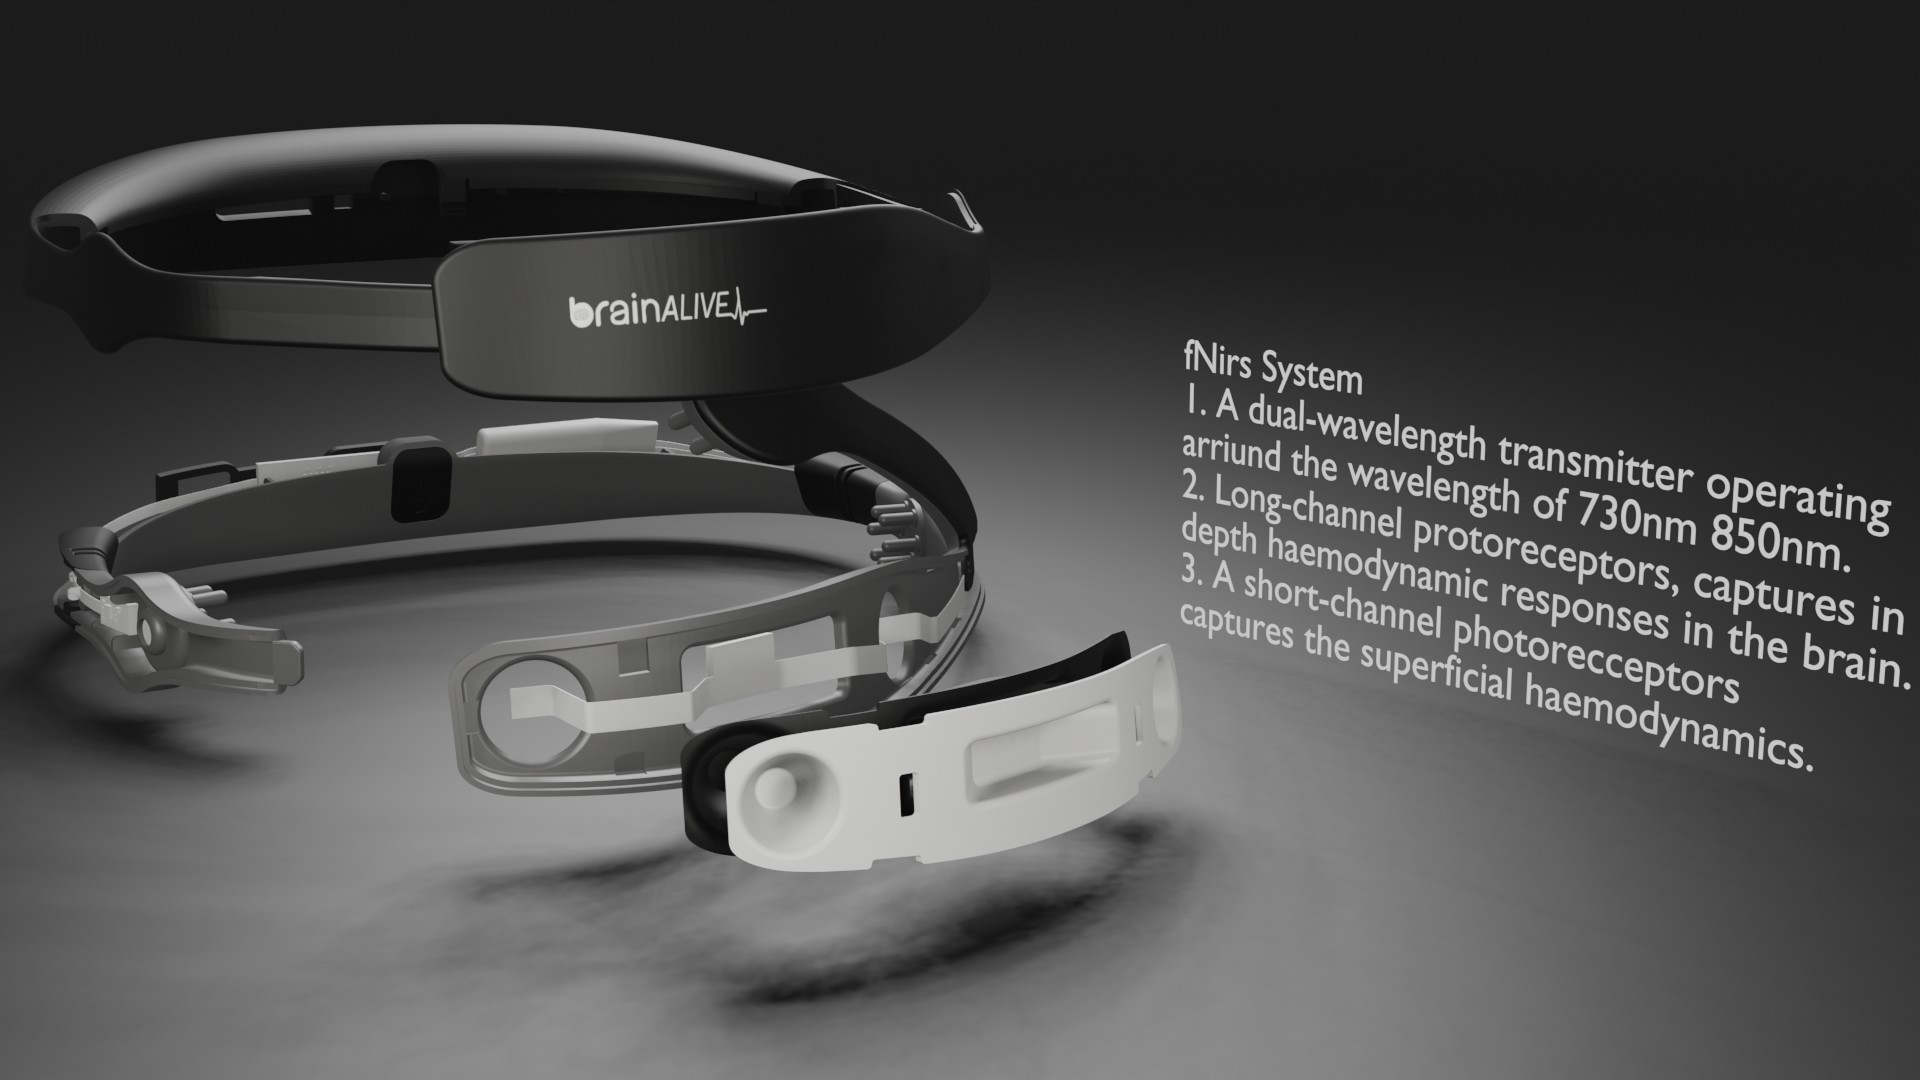 brainALIVE
fNirs System
1. A dual-wavelength transmitter operating
arriund the wavelength of 730nm 850nm.
2. Long-channel protoreceptors, captures in
depth haemodynamic responses in the brain.
3. A short-channel photorecceptors
captures the superficial haemodynamics.